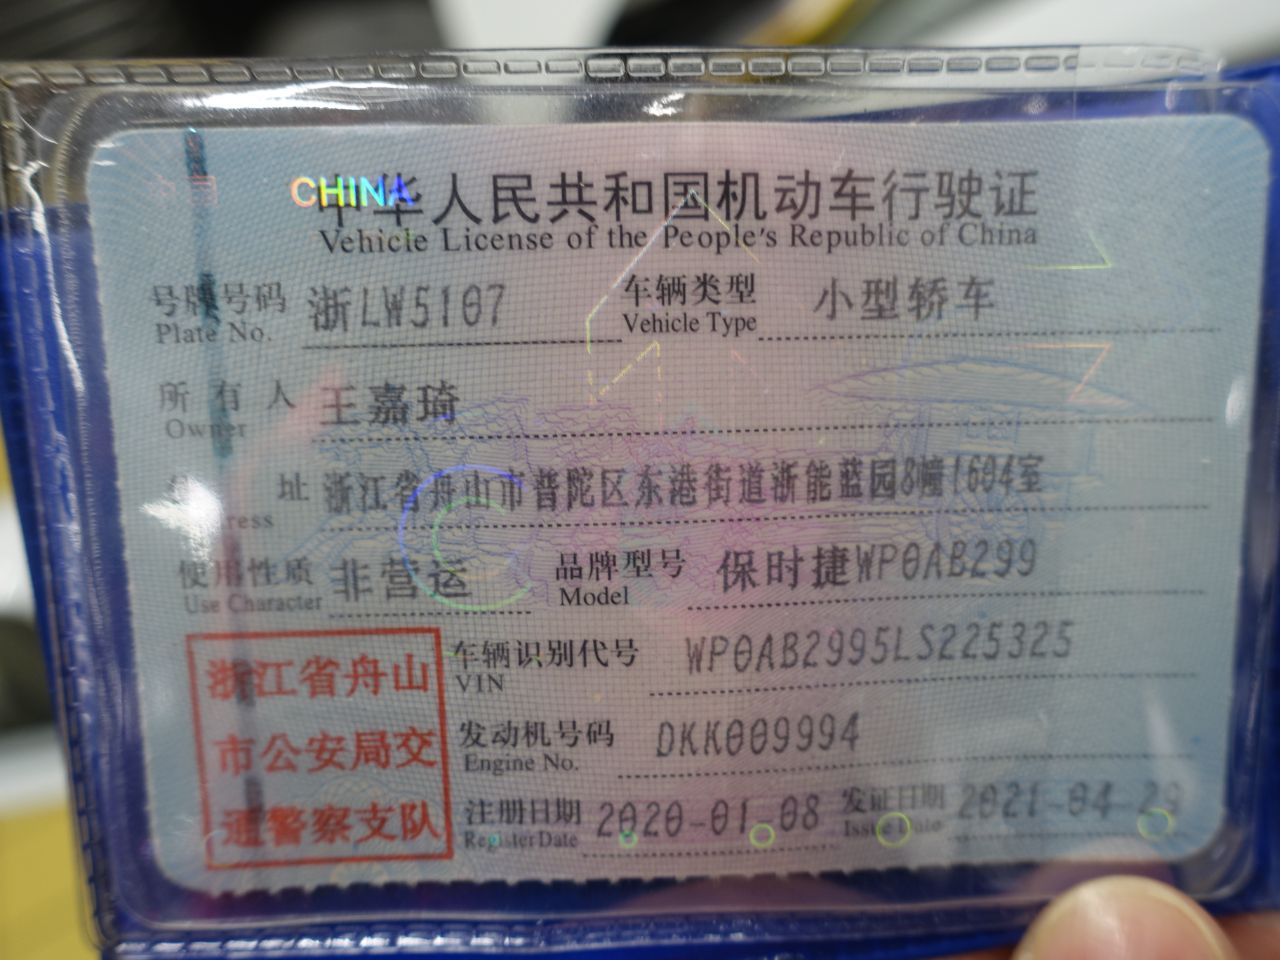 中国
CHINA
中华人民共和国机动车行驶证
Vehicle License of the People's Republic of China
号牌号码 浙LW5107 车辆类型 小型轿车
Plate No. Vehicle Type
所有人 王嘉琦
Owner
址 浙江省舟山市普陀区东港街道浙能蓝园8幢1604室
使用性质 非营运 品牌型号 保时捷WP0AB299
Use Character Model
车辆识别代号 WP0AB2995LS225325
VIN
发动机号码 DKK009994
Engine No.
注册日期 2020-01-08 发证日期 2021-04-29
Register Date Issue Date
浙江省舟山
市公安局交
通警察支队